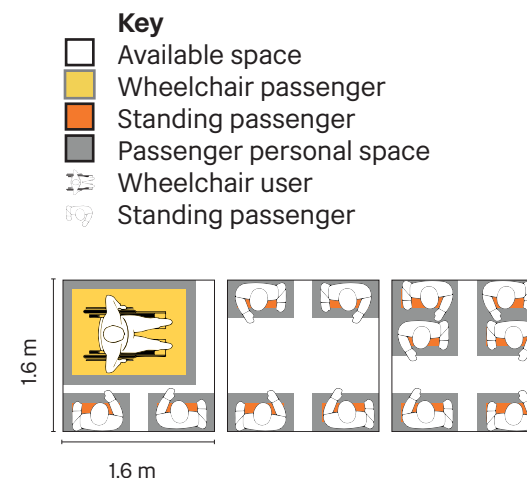 Key
Available space
Wheelchair passenger
Standing passenger
Passenger personal space
Wheelchair user
Standing passenger
1.6 m
1.6 m